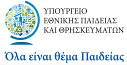 ΥΠΟΥΡΓΕΙΟ
ΕΘΝΙΚΗΣ ΠΑΙΔΕΙΑΣ
ΚΑΙ ΘΡΗΣΚΕΥΜΑΤΩΝ
Όλα είναι θέμα Παιδείας